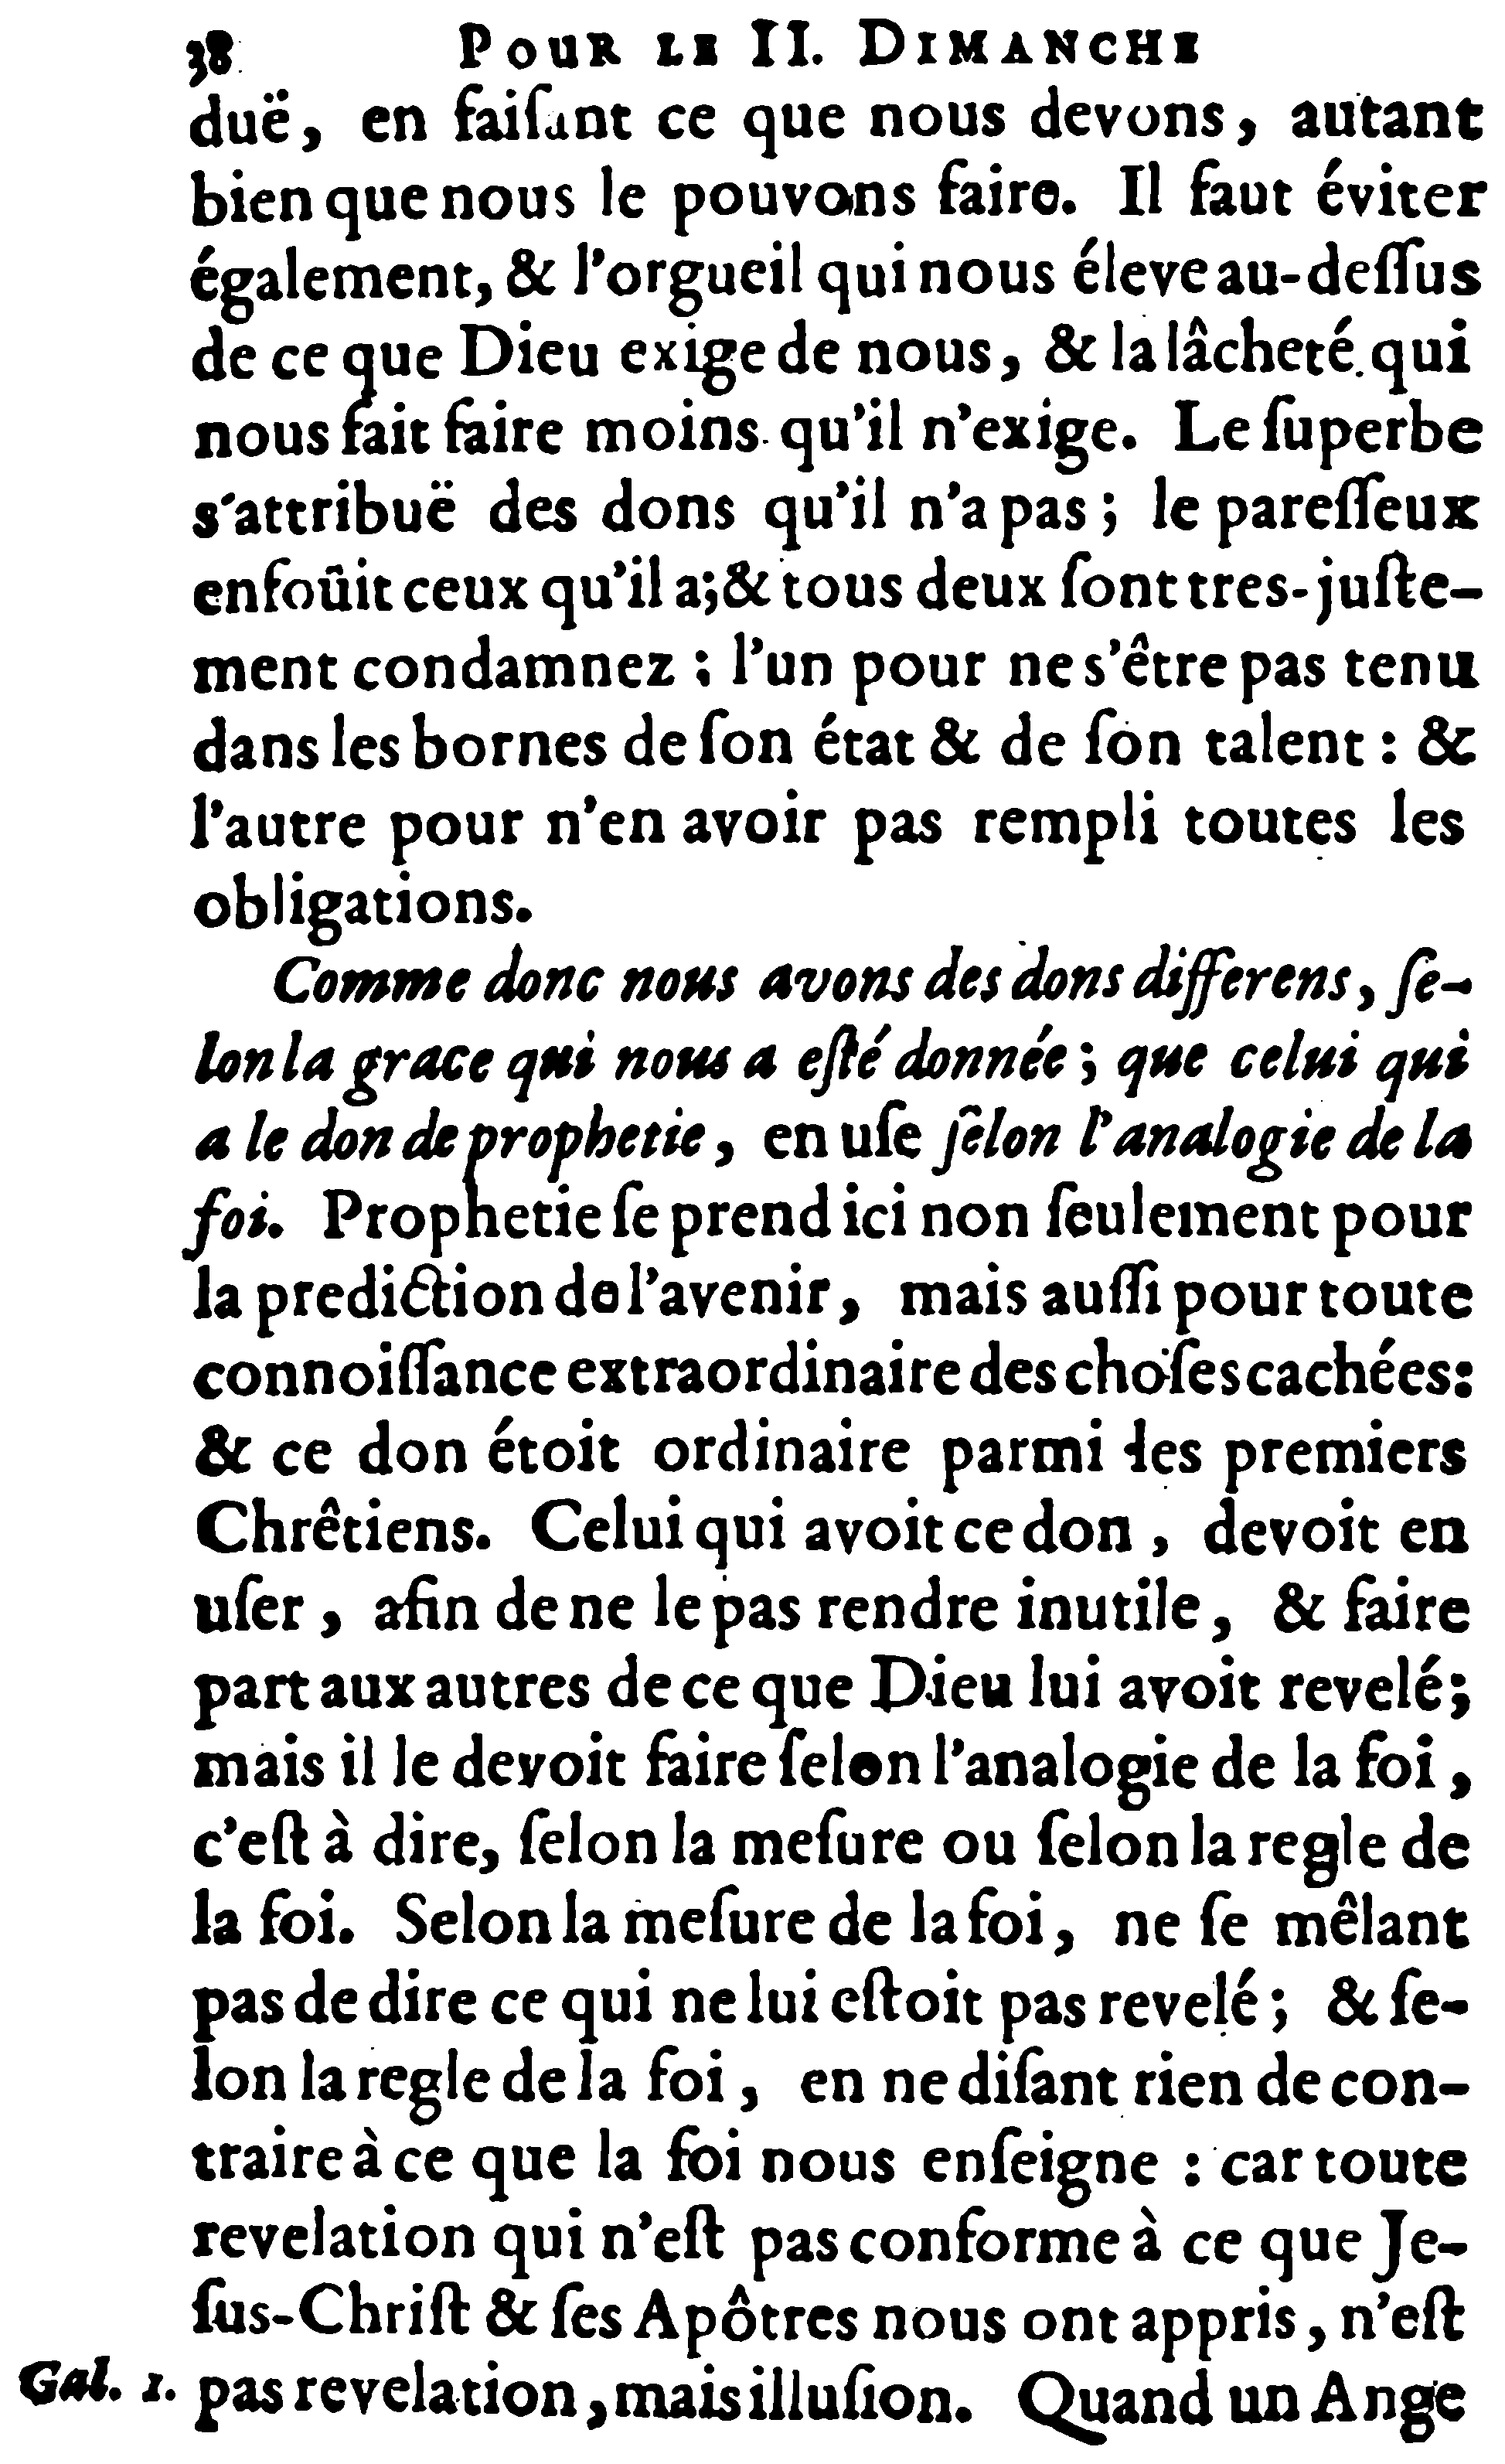 38 POUR LE II. DIMANCHE
duë, en faiſant ce que nous devons, autant
bien que nous le pouvons faire. Il faut éviter
également, & l'orgueil qui nous éleve au-deſſus
de ce que Dieu exige de nous, & la lâcheté qui
nous fait faire moins qu'il n'exige. Le ſuperbe
s'attribuë des dons qu'il n'a pas; le pareſſeux
enfoüit ceux qu'il a; & tous deux ſont tres-juſte-
ment condamnez : l'un pour ne s'être pas tenu
dans les bornes de ſon état & de ſon talent : &
l'autre pour n'en avoir pas rempli toutes les
obligations.
Comme donc nous avons des dons differens, ſe-
lon la grace qui nous a eſté donnée; que celui qui
a le don de prophetie, en uſe ſelon l'analogie de la
foi. Prophetie ſe prend ici non ſeulement pour
la prediction de l'avenir, mais auſſi pour toute
connoiſſance extraordinaire des choſes cachées:
& ce don étoit ordinaire parmi les premiers
Chrêtiens. Celui qui avoit ce don, devoit en
uſer, afin de ne le pas rendre inutile, & faire
part aux autres de ce que Dieu lui avoit revelé;
mais il le devoit faire ſelon l'analogie de la foi,
c'eſt à dire, ſelon la meſure ou ſelon la regle de
la foi. Selon la meſure de la foi, ne ſe mêlant
pas de dire ce qui ne lui eſtoit pas revelé; & ſe-
lon la regle de la foi, en ne diſant rien de con-
traire à ce que la foi nous enſeigne : car toute
revelation qui n'eſt pas conforme à ce que Je-
ſus-Chriſt & ſes Apôtres nous ont appris, n'eſt
Gal. 1. pas revelation, mais illuſion. Quand un Ange